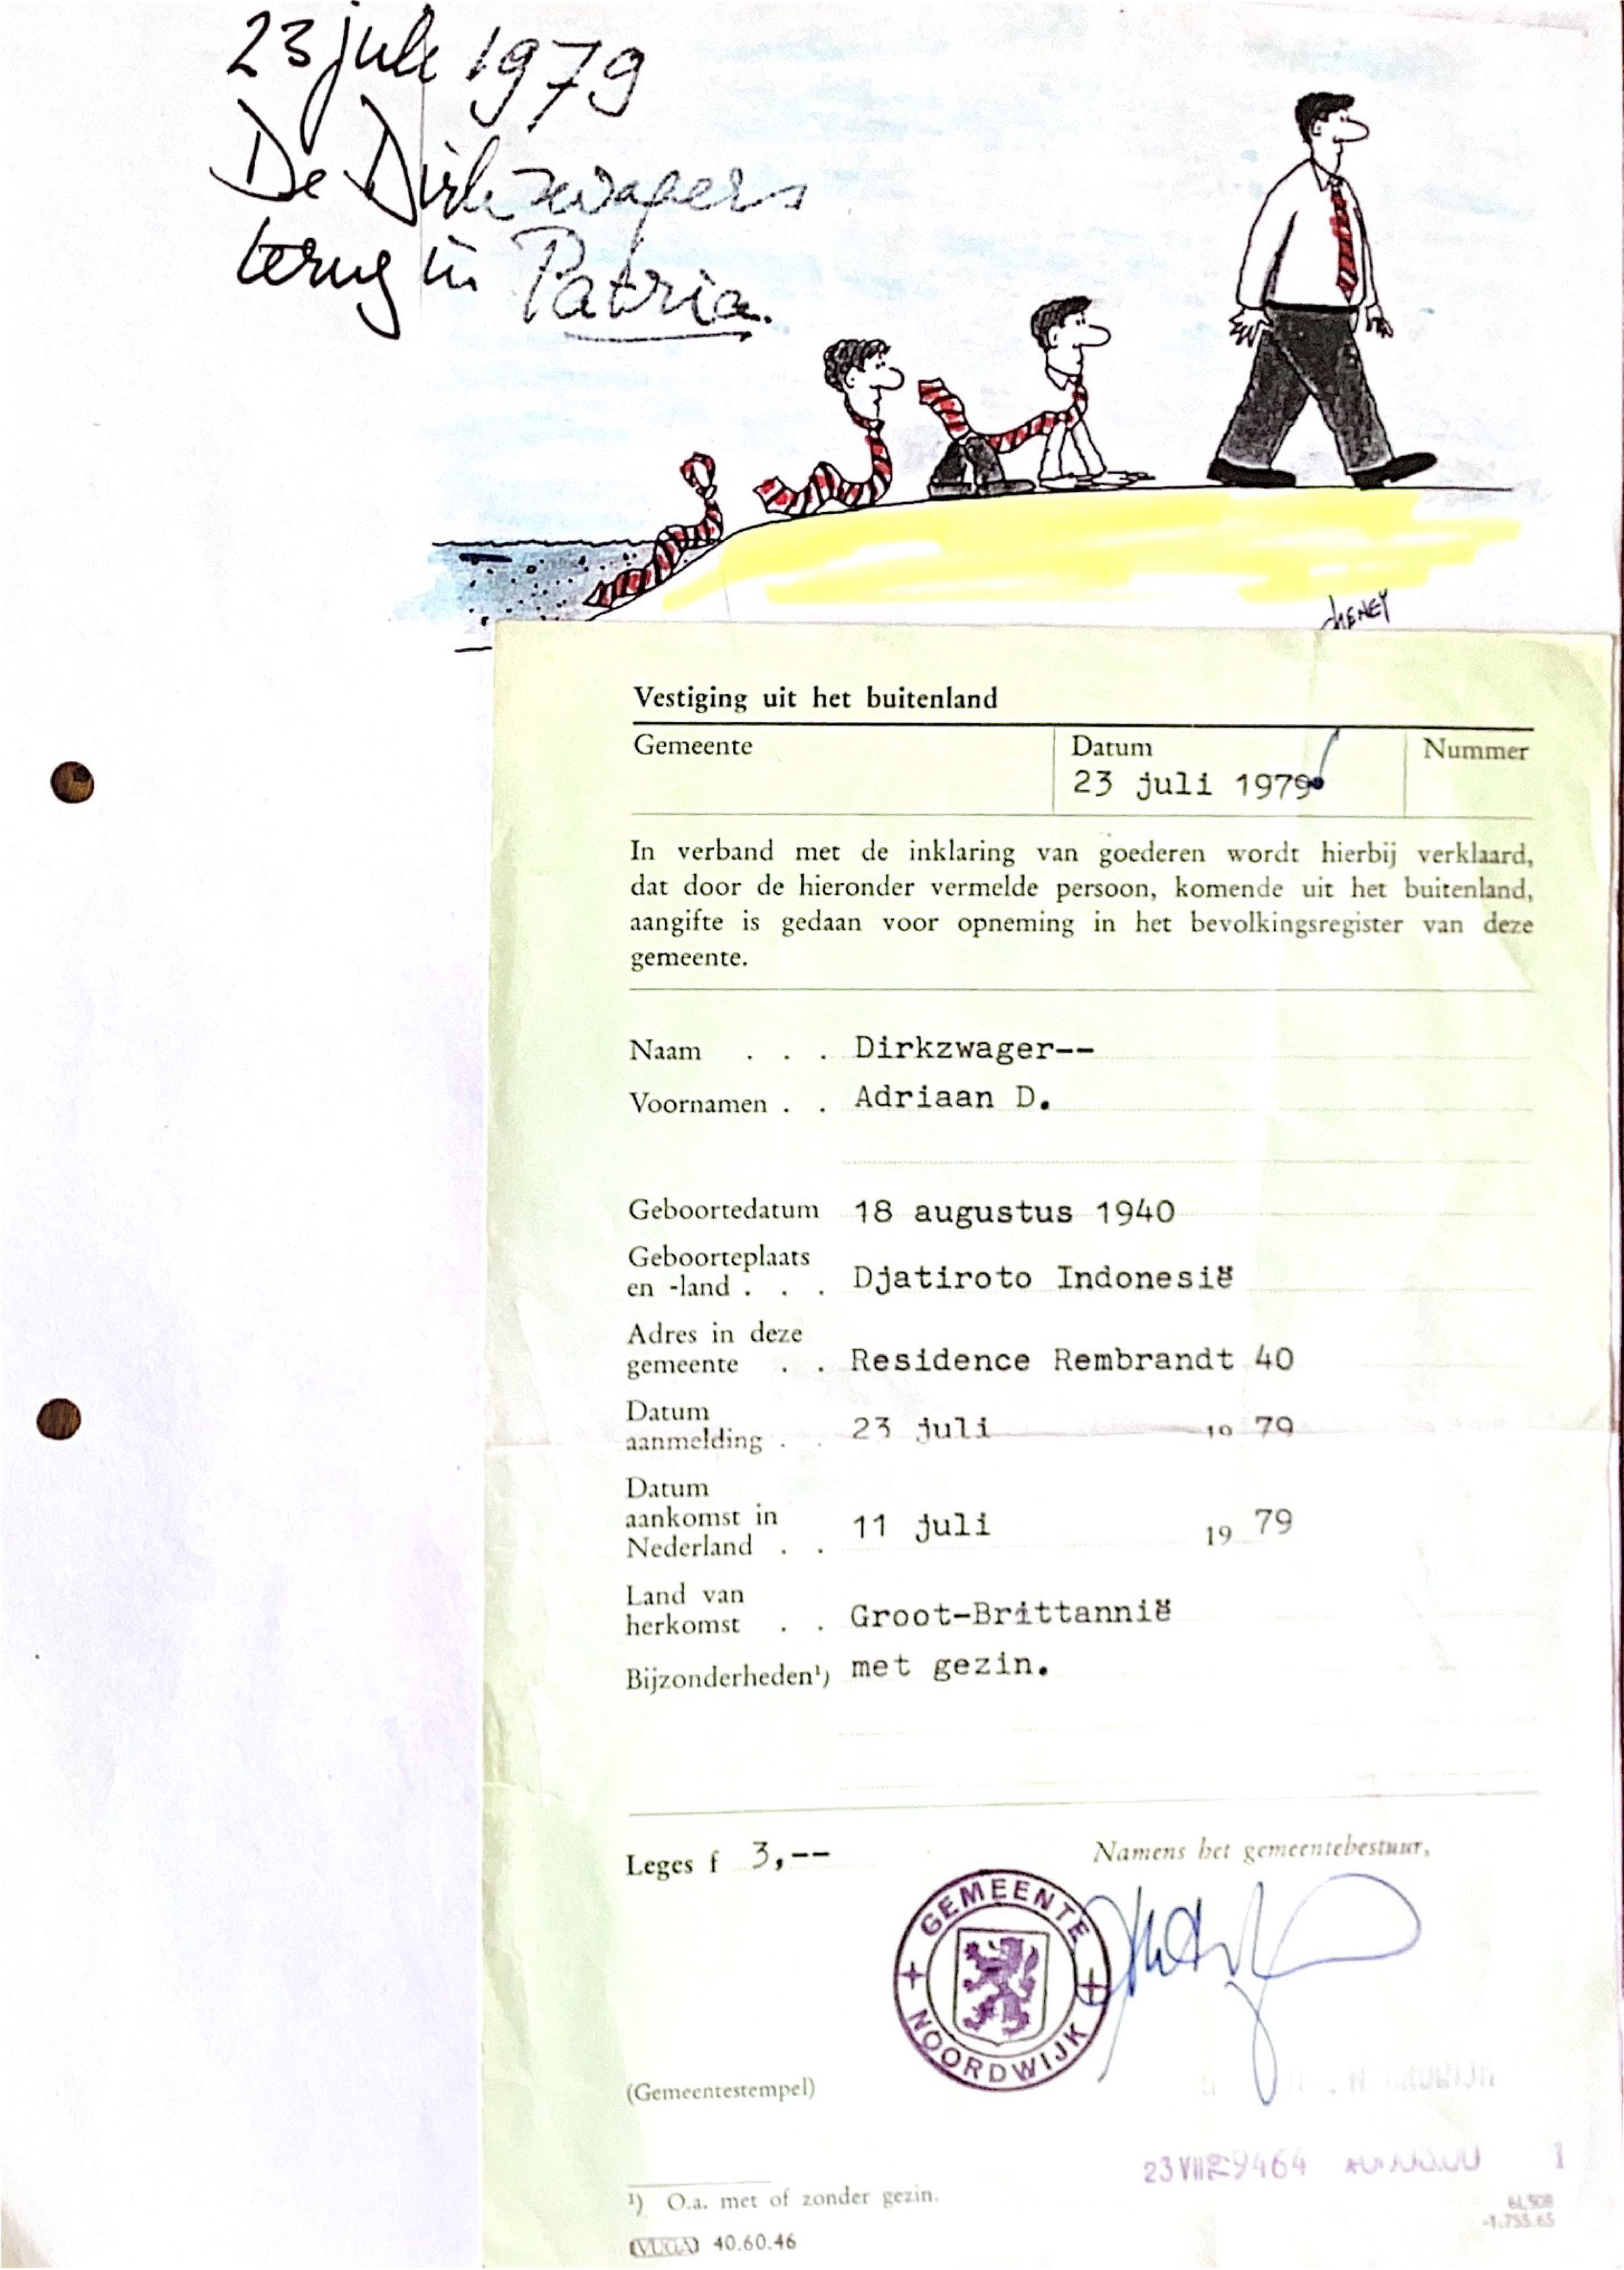 23 juli 1979
De Dirkzwagers
terug in Patria.
CHENEY
Vestiging uit het buitenland
Gemeente Datum Nummer
23 juli 1979
In verband met de inklaring van goederen wordt hierbij verklaard,
dat door de hieronder vermelde persoon, komende uit het buitenland,
aangifte is gedaan voor opneming in het bevolkingsregister van deze
gemeente.
Naam . . . Dirkzwager--
Voornamen . . Adriaan D.
Geboortedatum 18 augustus 1940
Geboorteplaats
en -land . . . Djatiroto Indonesië
Adres in deze
gemeente . . Residence Rembrandt 40
Datum
aanmelding . . 23 juli 19 79
Datum
aankomst in
Nederland . . 11 juli 19 79
Land van
herkomst . . Groot-Brittannië
Bijzonderheden¹) met gezin.
Leges f 3,--
Namens het gemeentebestuur,
GEMEENTE
NOORDWIJK
(Gemeentestempel)
23 VII 9464 1
¹) O.a. met of zonder gezin.
VUGA 40.60.46